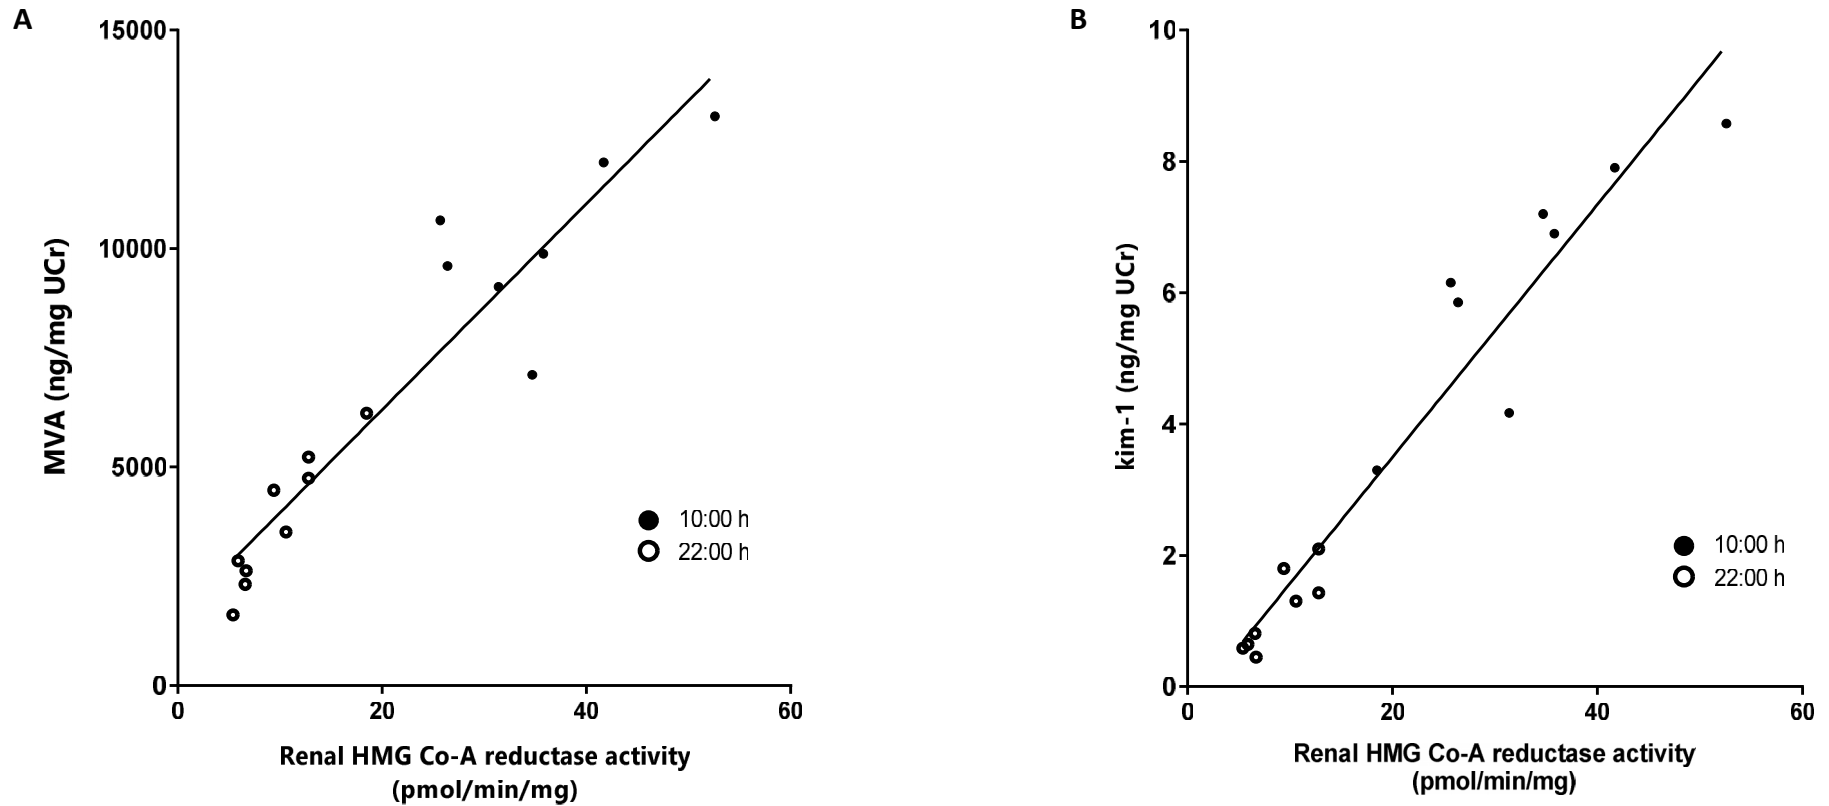 A
15000
10000
5000
0
MVA (ng/mg UCr)
10:00 h
22:00 h
0 20 40 60
Renal HMG Co-A reductase activity
(pmol/min/mg)
B
10
8
6
4
2
0
kim-1 (ng/mg UCr)
10:00 h
22:00 h
0 20 40 60
Renal HMG Co-A reductase activity
(pmol/min/mg)